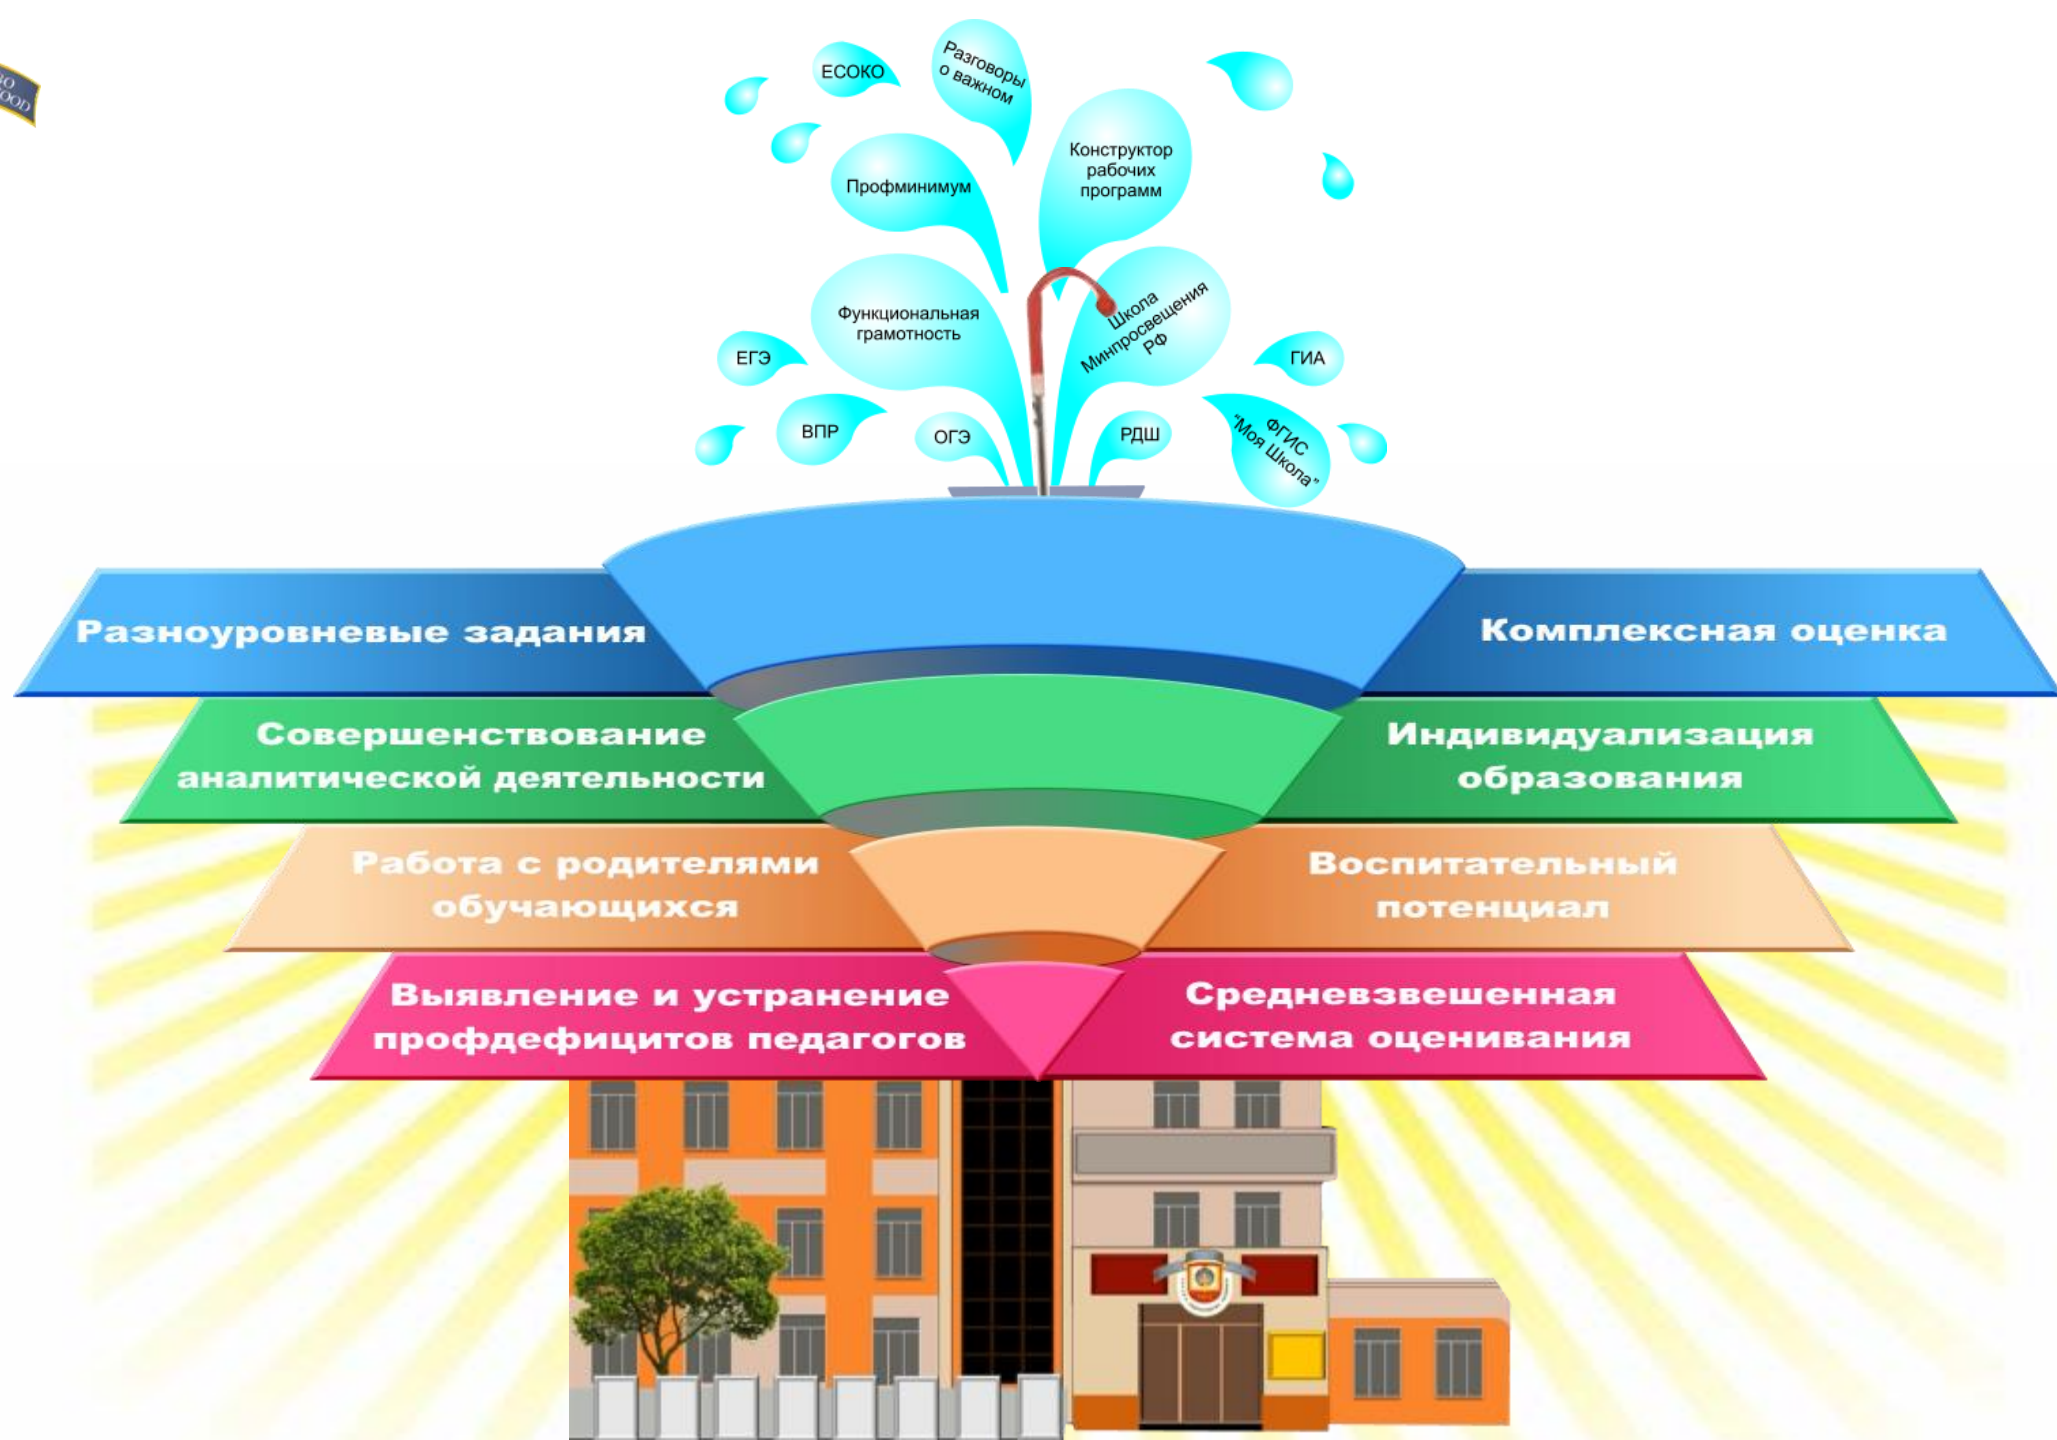 ЕСОКО
Разговоры
о важном
Конструктор
рабочих
программ
Профминимум
Функциональная
грамотность
Школа
Минпросвещения
РФ
ЕГЭ
ГИА
ВПР
ОГЭ
РДШ
ФГИС
"Моя Школа"
Разноуровневые задания
Комплексная оценка
Совершенствование
аналитической деятельности
Индивидуализация
образования
Работа с родителями
обучающихся
Воспитательный
потенциал
Выявление и устранение
профдефицитов педагогов
Средневзвешенная
система оценивания